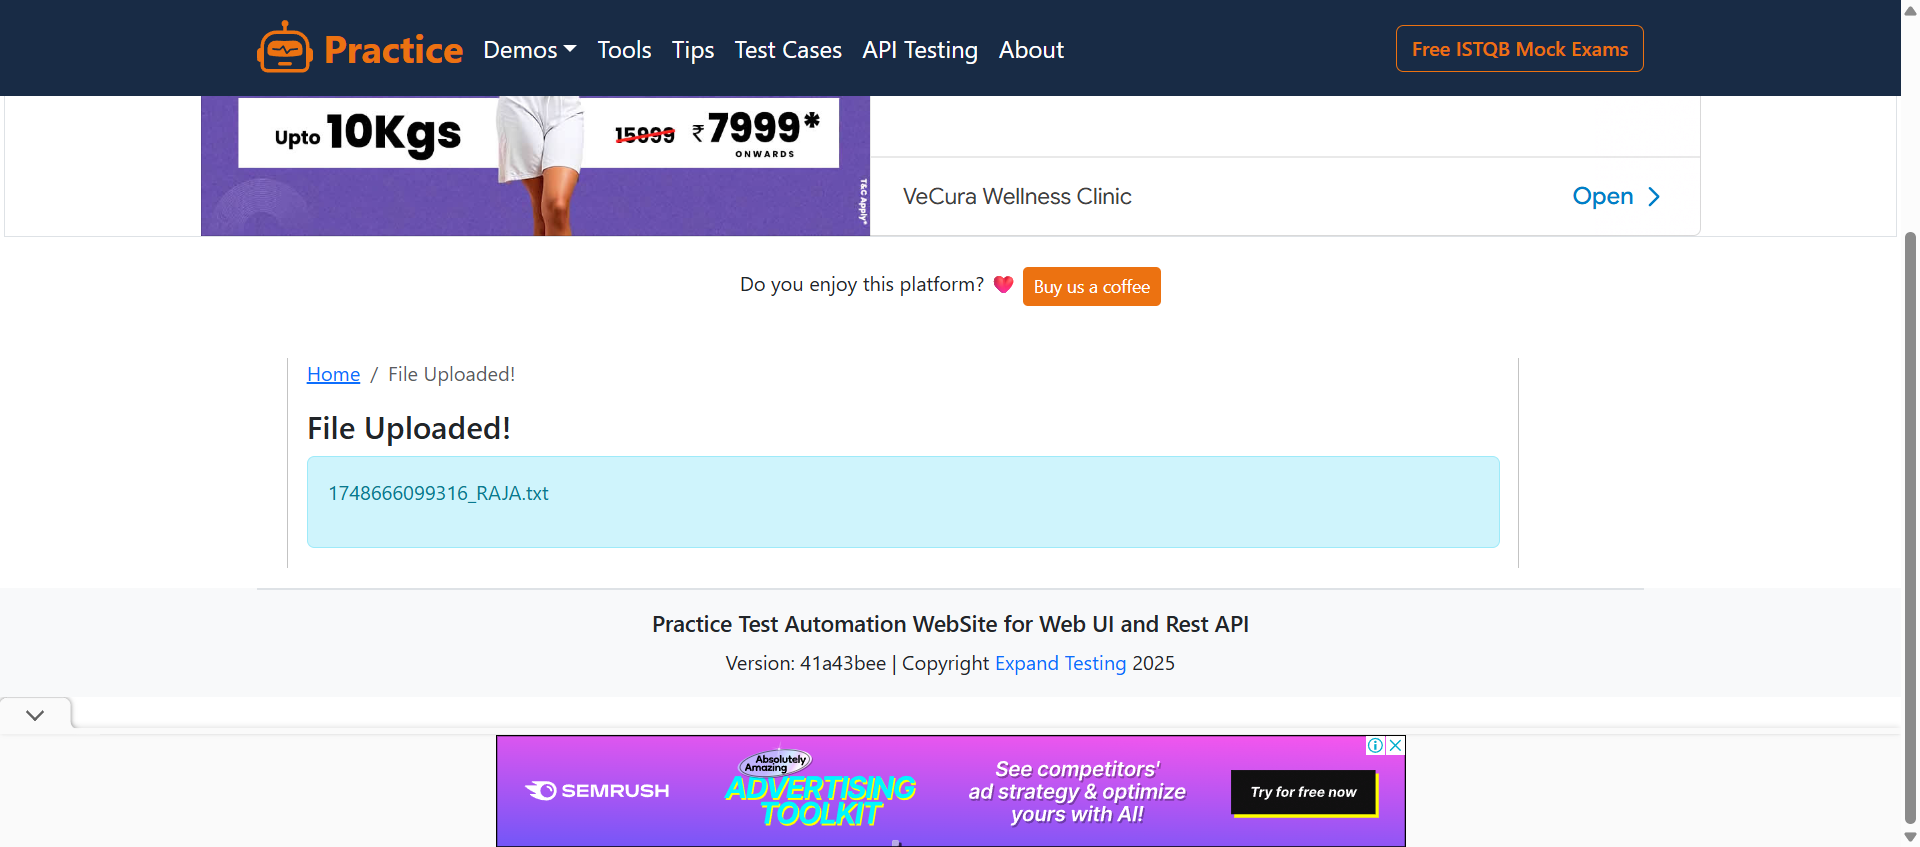 Practice Demos Tools Tips Test Cases API Testing About Free ISTQB Mock Exams
Upto 10Kgs 15999 ₹7999*
ONWARDS
T&C Apply*
VeCura Wellness Clinic Open
Do you enjoy this platform? Buy us a coffee
Home / File Uploaded!
File Uploaded!
1748666099316_RAJA.txt
Practice Test Automation WebSite for Web UI and Rest API
Version: 41a43bee | Copyright Expand Testing 2025
SEMRUSH
Absolutely
Amazing
ADVERTISING
TOOLKIT
See competitors'
ad strategy & optimize
yours with AI!
Try for free now